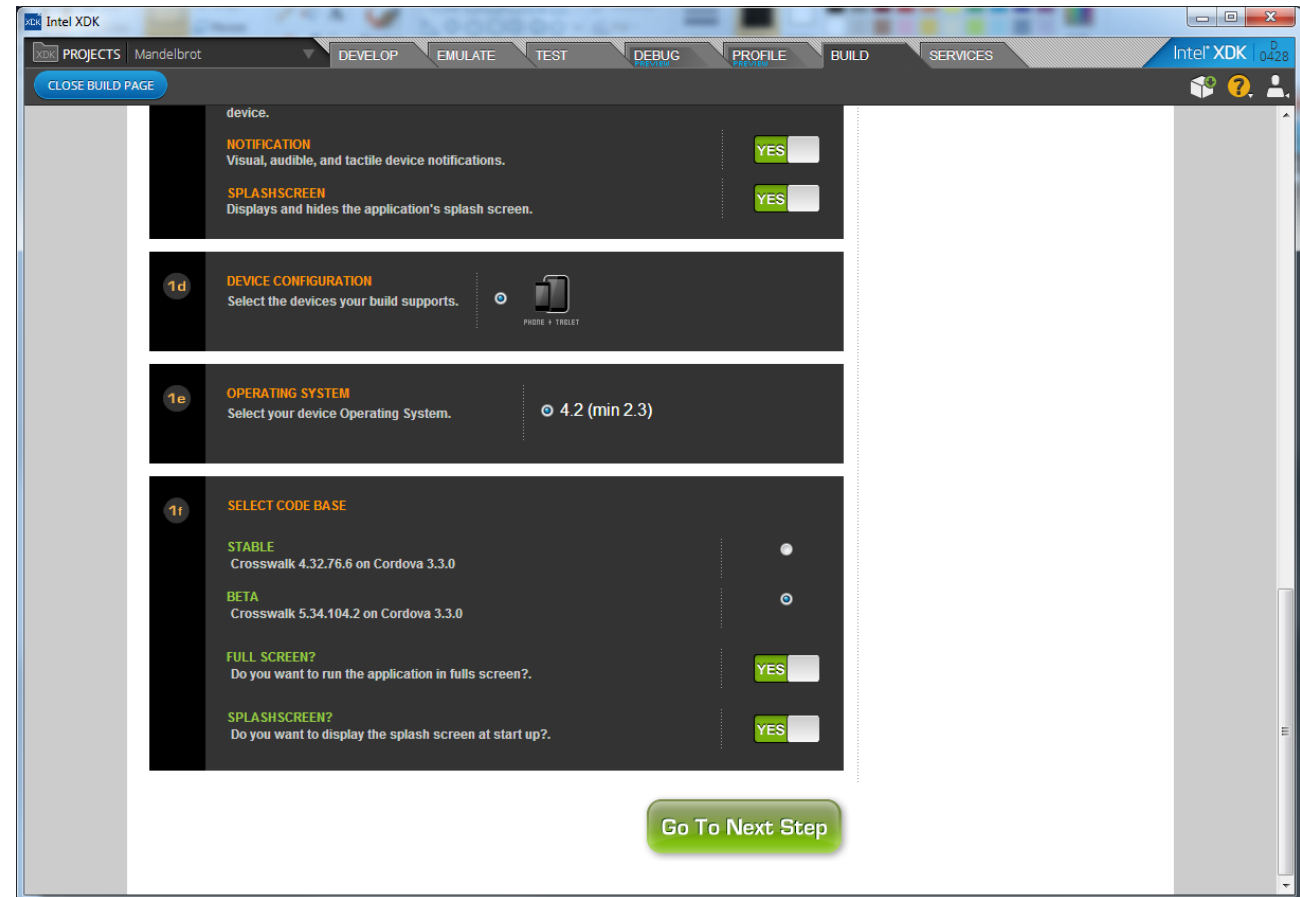 XDK Intel XDK
XDK PROJECTS Mandelbrot DEVELOP EMULATE TEST DEBUG PREVIEW PROFILE PREVIEW BUILD SERVICES Intel® XDK D 0428
CLOSE BUILD PAGE ?
device.
NOTIFICATION
Visual, audible, and tactile device notifications.
YES
SPLASHSCREEN
Displays and hides the application's splash screen.
YES
1d
DEVICE CONFIGURATION
Select the devices your build supports.
PHONE + TABLET
1e
OPERATING SYSTEM
Select your device Operating System.
4.2 (min 2.3)
1f
SELECT CODE BASE
STABLE
Crosswalk 4.32.76.6 on Cordova 3.3.0
BETA
Crosswalk 5.34.104.2 on Cordova 3.3.0
FULL SCREEN?
Do you want to run the application in fulls screen?.
YES
SPLASHSCREEN?
Do you want to display the splash screen at start up?.
YES
Go To Next Step